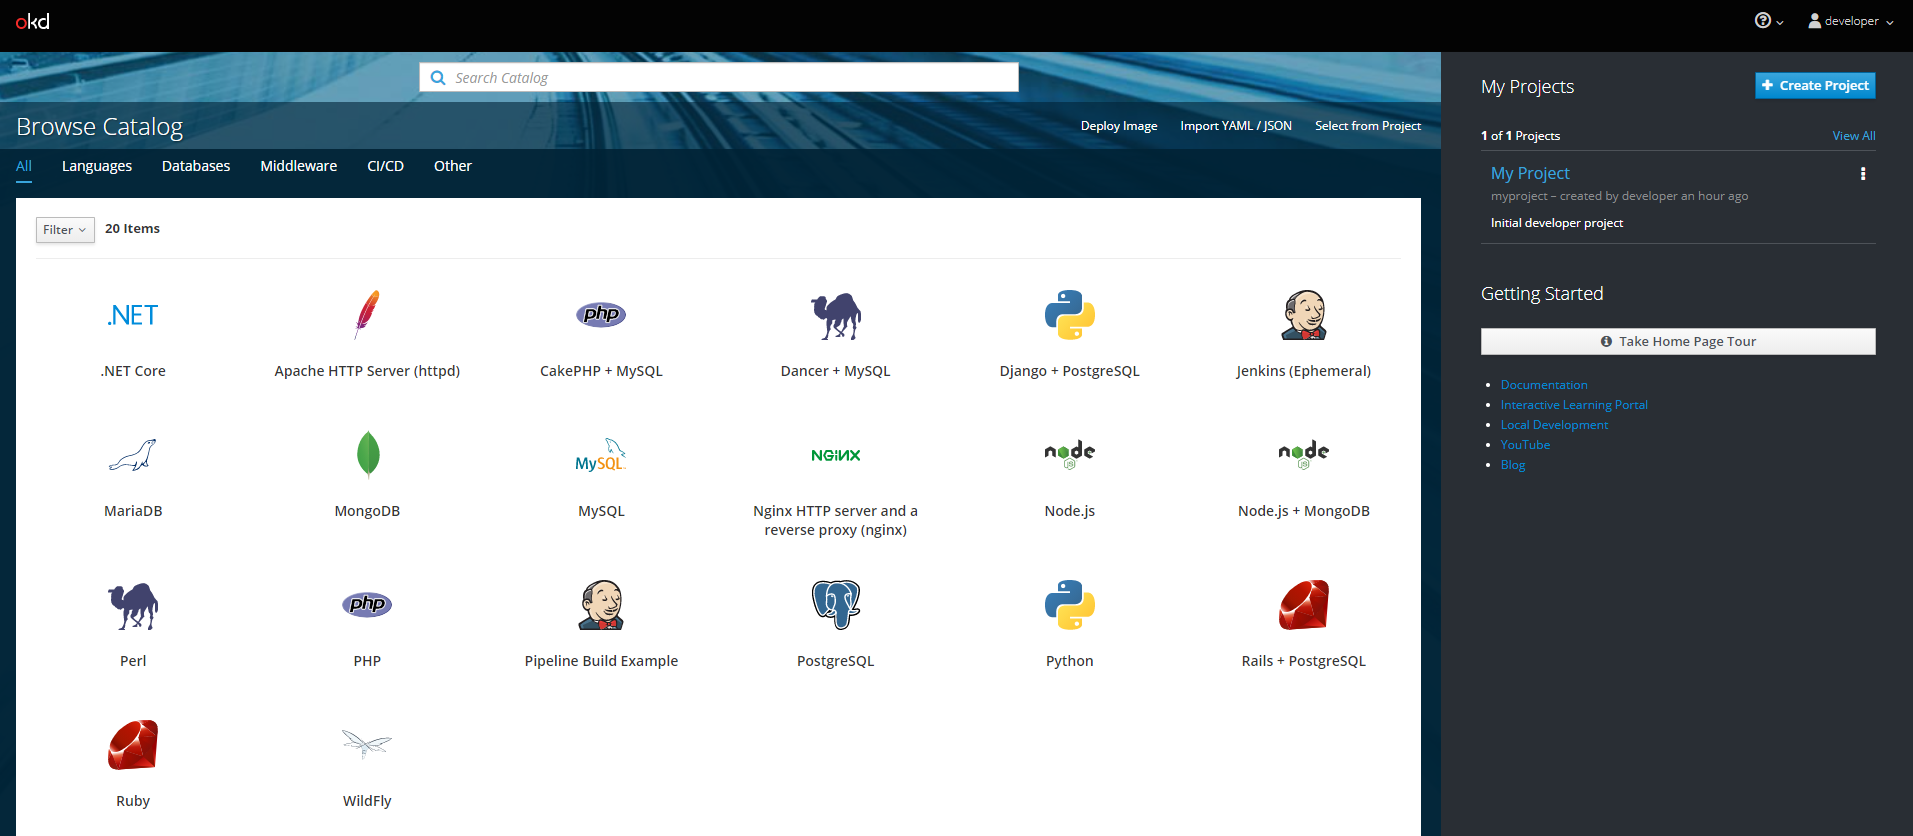 okd
developer
Search Catalog
Browse Catalog
Deploy Image Import YAML / JSON Select from Project
All Languages Databases Middleware CI/CD Other
Filter 20 Items
.NET
php
.NET Core Apache HTTP Server (httpd) CakePHP + MySQL Dancer + MySQL Django + PostgreSQL Jenkins (Ephemeral)
MySQL NGINX node JS node JS
MariaDB MongoDB MySQL Nginx HTTP server and a Node.js Node.js + MongoDB
reverse proxy (nginx)
php
Perl PHP Pipeline Build Example PostgreSQL Python Rails + PostgreSQL
Ruby WildFly
My Projects Create Project
1 of 1 Projects View All
My Project
myproject – created by developer an hour ago
Initial developer project
Getting Started
Take Home Page Tour
Documentation
Interactive Learning Portal
Local Development
YouTube
Blog